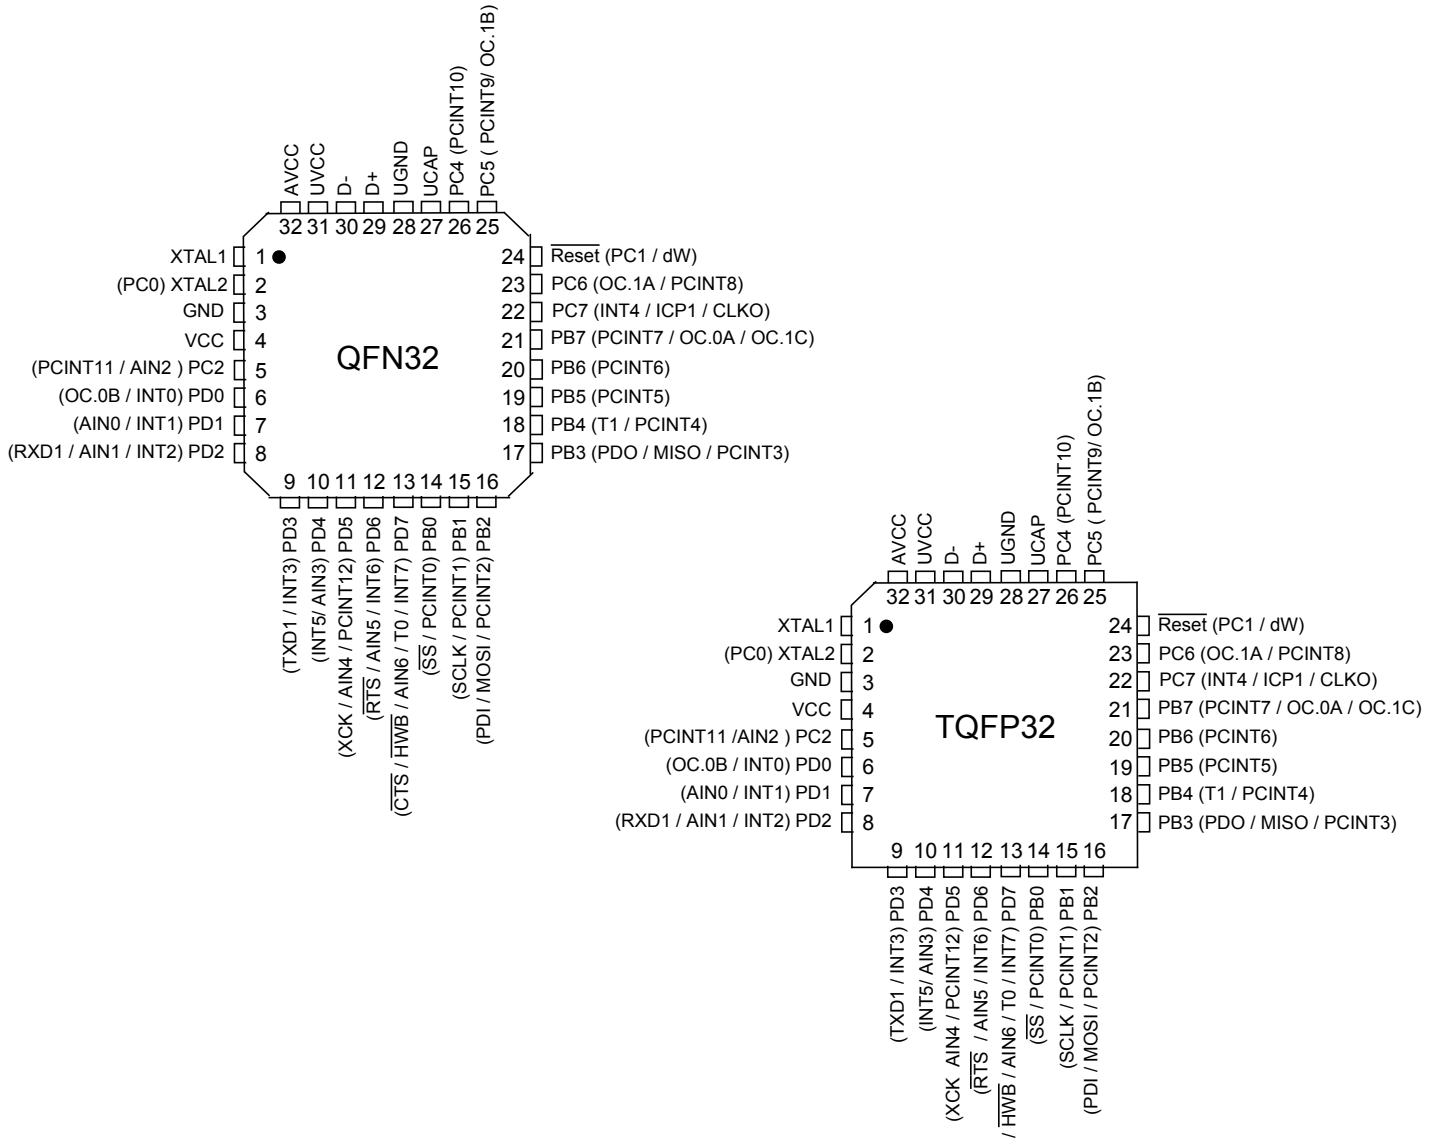 AVCC
UVCC
D-
D+
UGND
UCAP
PC4 (PCINT10)
PC5 ( PCINT9/ OC.1B)
32 31 30 29 28 27 26 25
XTAL1 1
(PC0) XTAL2 2
GND 3
VCC 4
(PCINT11 / AIN2 ) PC2 5
(OC.0B / INT0) PD0 6
(AIN0 / INT1) PD1 7
(RXD1 / AIN1 / INT2) PD2 8
QFN32
24 Reset (PC1 / dW)
23 PC6 (OC.1A / PCINT8)
22 PC7 (INT4 / ICP1 / CLKO)
21 PB7 (PCINT7 / OC.0A / OC.1C)
20 PB6 (PCINT6)
19 PB5 (PCINT5)
18 PB4 (T1 / PCINT4)
17 PB3 (PDO / MISO / PCINT3)
9 10 11 12 13 14 15 16
(TXD1 / INT3) PD3
(INT5/ AIN3) PD4
(XCK / AIN4 / PCINT12) PD5
(RTS / AIN5 / INT6) PD6
(CTS / HWB / AIN6 / T0 / INT7) PD7
(SS / PCINT0) PB0
(SCLK / PCINT1) PB1
(PDI / MOSI / PCINT2) PB2
AVCC
UVCC
D-
D+
UGND
UCAP
PC4 (PCINT10)
PC5 ( PCINT9/ OC.1B)
32 31 30 29 28 27 26 25
XTAL1 1
(PC0) XTAL2 2
GND 3
VCC 4
(PCINT11 /AIN2 ) PC2 5
(OC.0B / INT0) PD0 6
(AIN0 / INT1) PD1 7
(RXD1 / AIN1 / INT2) PD2 8
TQFP32
24 Reset (PC1 / dW)
23 PC6 (OC.1A / PCINT8)
22 PC7 (INT4 / ICP1 / CLKO)
21 PB7 (PCINT7 / OC.0A / OC.1C)
20 PB6 (PCINT6)
19 PB5 (PCINT5)
18 PB4 (T1 / PCINT4)
17 PB3 (PDO / MISO / PCINT3)
9 10 11 12 13 14 15 16
(TXD1 / INT3) PD3
(INT5/ AIN3) PD4
(XCK AIN4 / PCINT12) PD5
(RTS / AIN5 / INT6) PD6
/ HWB / AIN6 / T0 / INT7) PD7
(SS / PCINT0) PB0
(SCLK / PCINT1) PB1
(PDI / MOSI / PCINT2) PB2